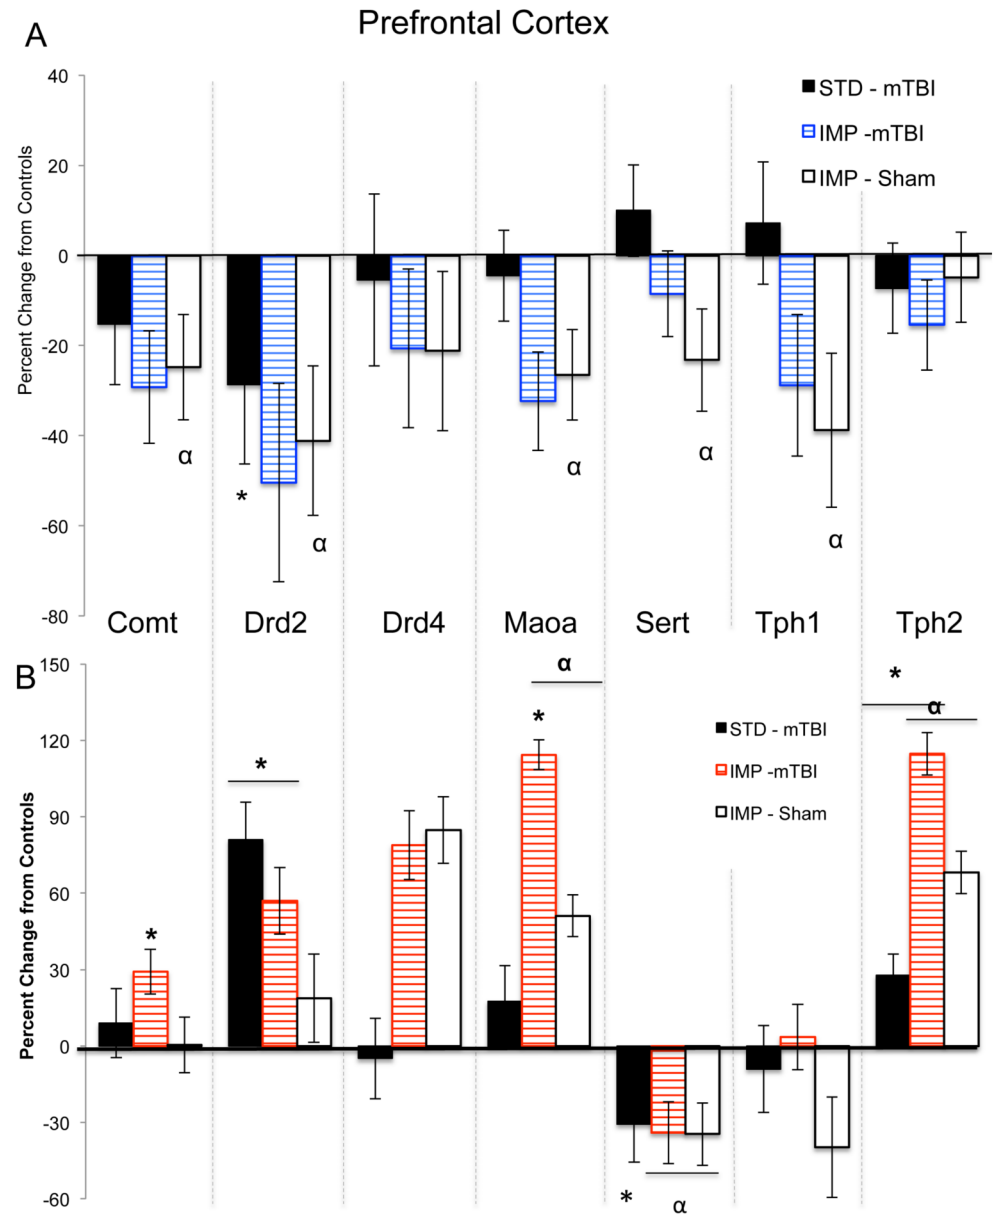 Prefrontal Cortex
A
Percent Change from Controls
40
20
0
-20
-40
-60
-80
STD - mTBI
IMP -mTBI
IMP - Sham
α
*
α
α
α
α
Comt Drd2 Drd4 Maoa Sert Tph1 Tph2
B
Percent Change from Controls
150
120
90
60
30
0
-30
-60
STD - mTBI
IMP -mTBI
IMP - Sham
*
*
α
*
*
α
*
α